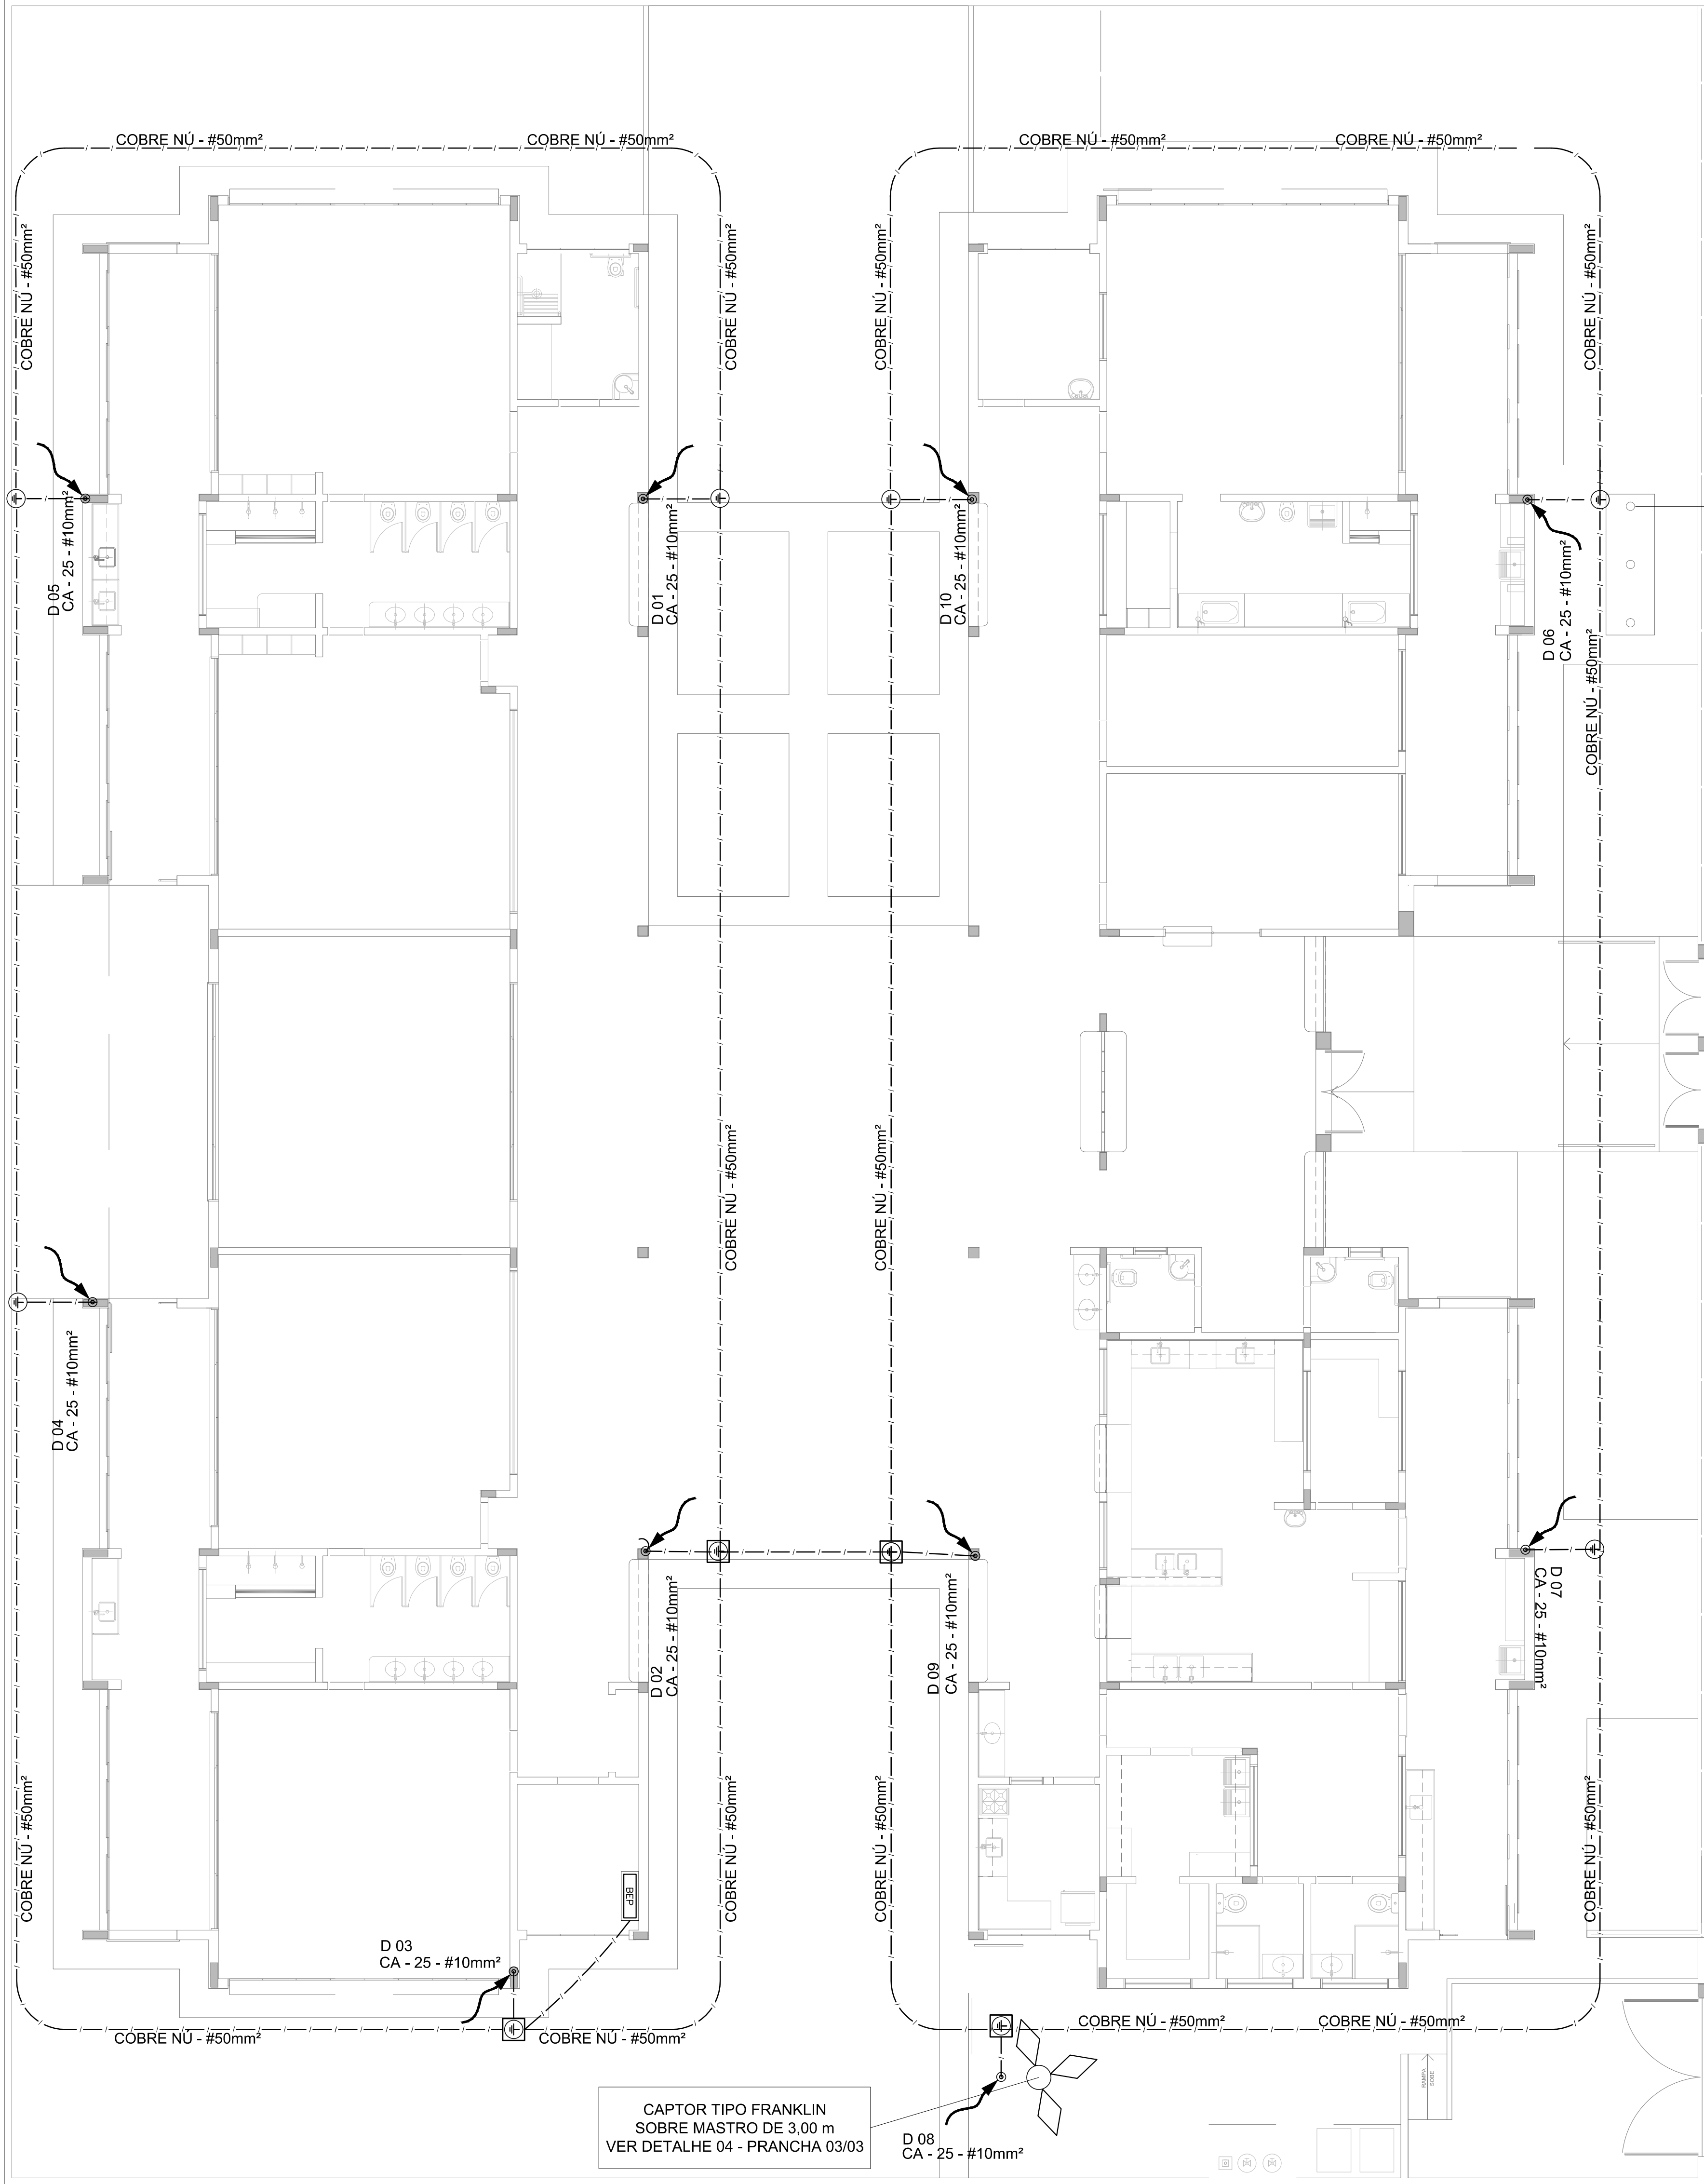 COBRE NÚ - #50mm²
COBRE NÚ - #50mm²
COBRE NÚ - #50mm²
COBRE NÚ - #50mm²
COBRE NÚ - #50mm²
COBRE NÚ - #50mm²
COBRE NÚ - #50mm²
COBRE NÚ - #50mm²
D 05
CA - 25 - #10mm²
D 01
CA - 25 - #10mm²
D 10
CA - 25 - #10mm²
D 06
CA - 25 - #10mm²
COBRE NÚ - #50mm²
COBRE NÚ - #50mm²
COBRE NÚ - #50mm²
D 04
CA - 25 - #10mm²
D 02
CA - 25 - #10mm²
D 09
CA - 25 - #10mm²
D 07
CA - 25 - #10mm²
COBRE NÚ - #50mm²
COBRE NÚ - #50mm²
COBRE NÚ - #50mm²
COBRE NÚ - #50mm²
BEP
D 03
CA - 25 - #10mm²
COBRE NÚ - #50mm²
COBRE NÚ - #50mm²
COBRE NÚ - #50mm²
COBRE NÚ - #50mm²
RAMPA
SOBE
CAPTOR TIPO FRANKLIN
SOBRE MASTRO DE 3,00 m
VER DETALHE 04 - PRANCHA 03/03
D 08
CA - 25 - #10mm²